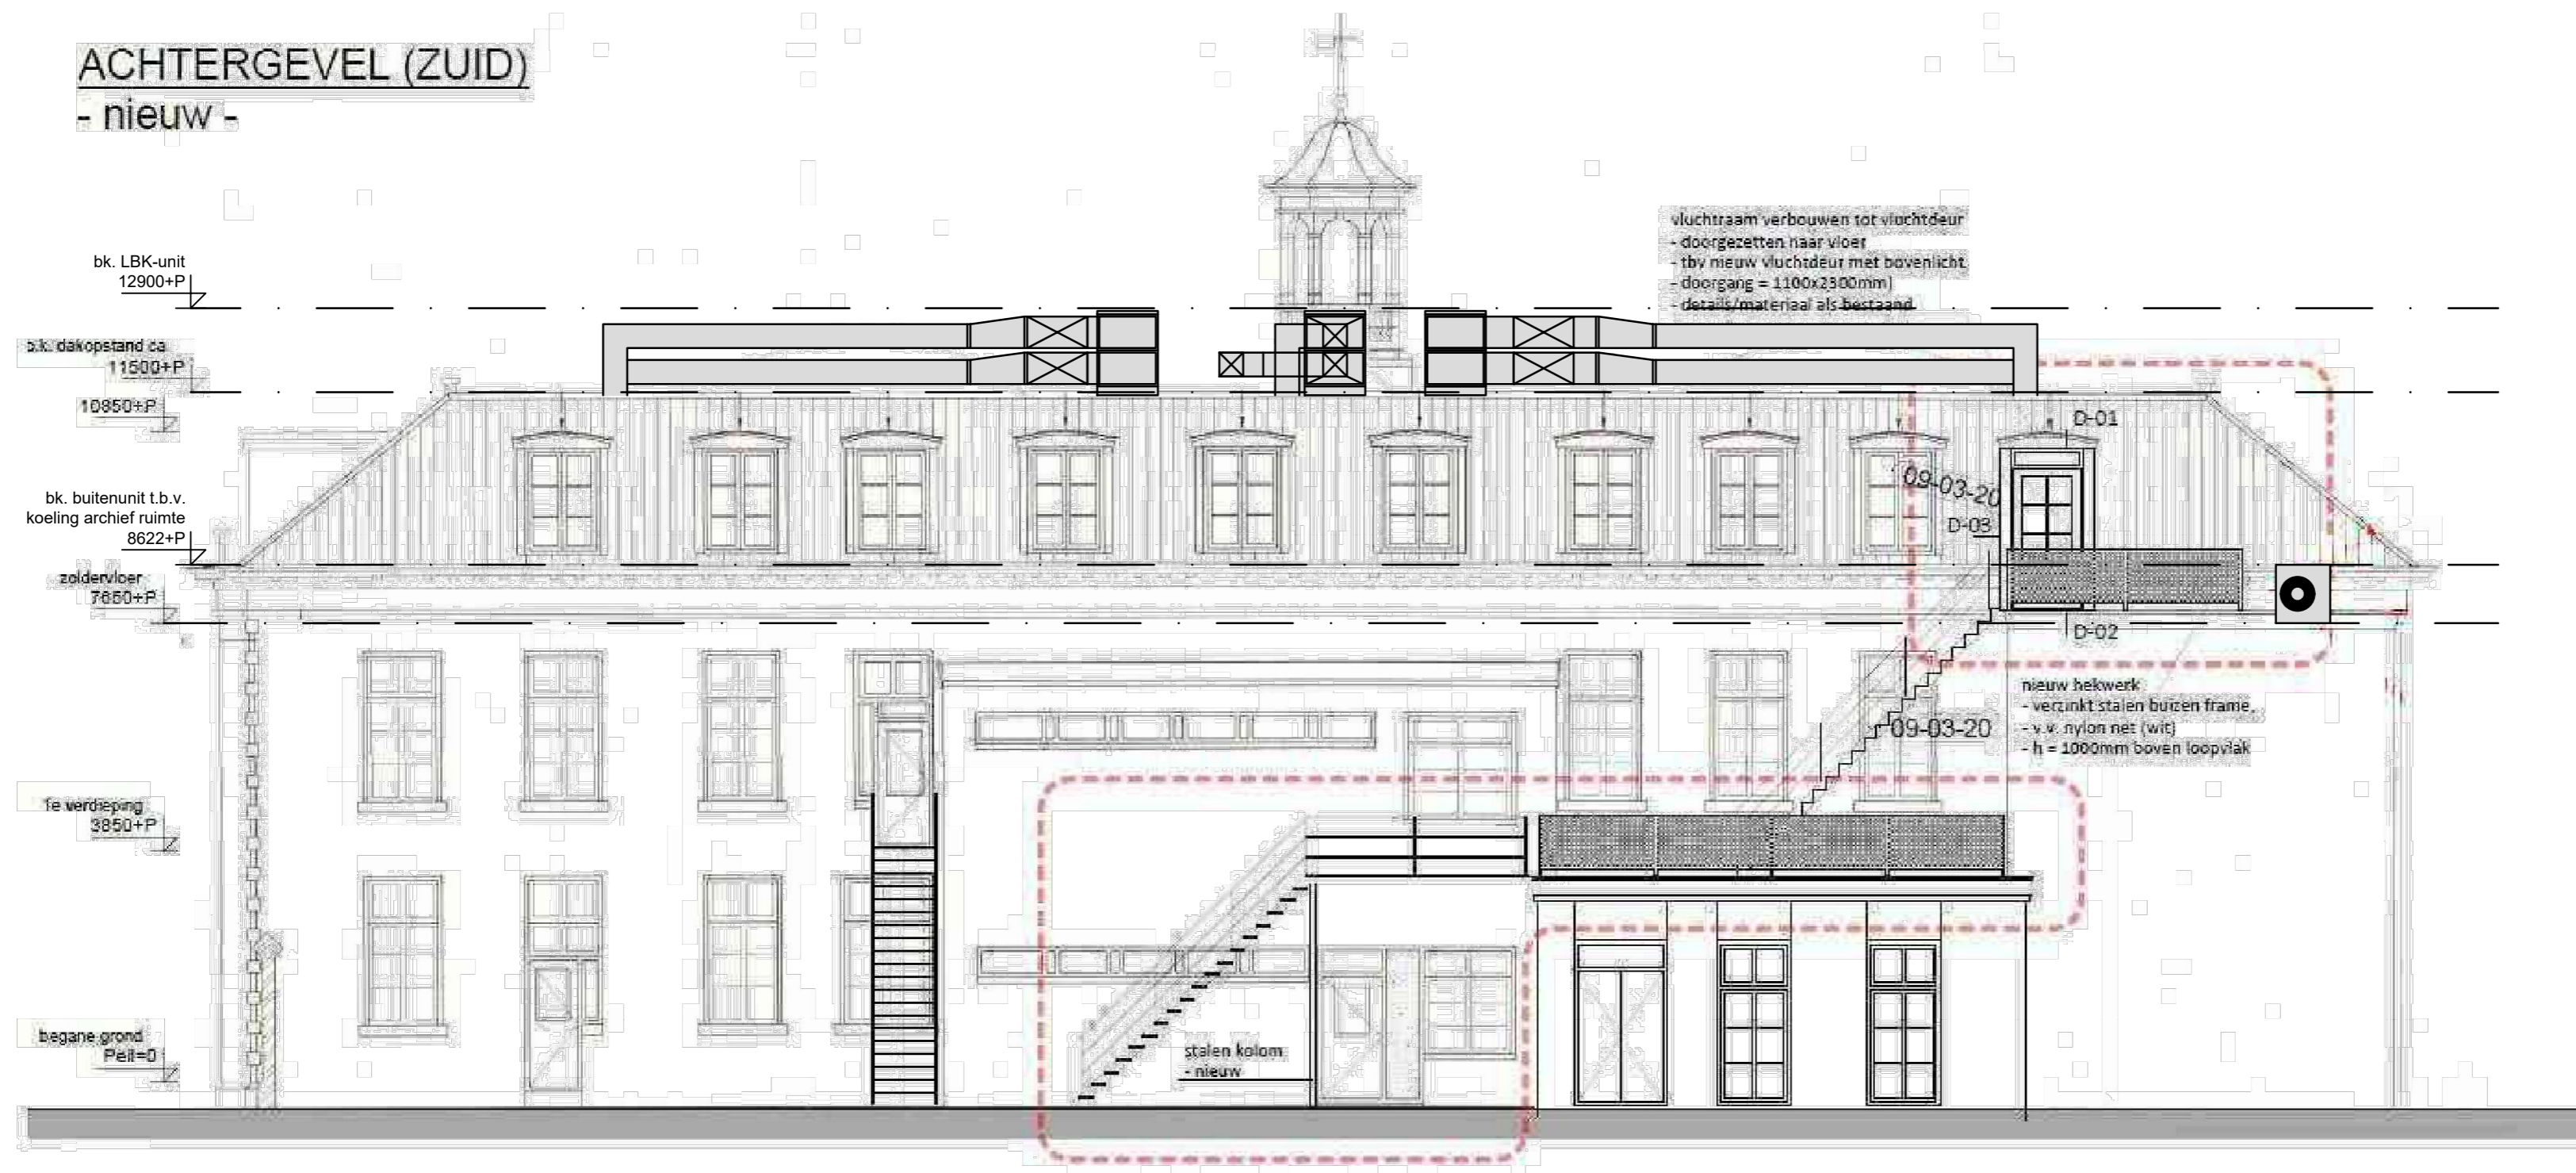 ACHTERGEVEL (ZUID)
- nieuw -
vluchtraam verbouwen tot vluchtdeur
- doorgezetten naar vloer
- tbv nieuw vluchtdeur met bovenlicht
- doorgang = 1100x2300mm)
- details/materiaal als bestaand
bk. LBK-unit
12900+P
b.k. dakopstand ca
11500+P
10850+P
D-01
09-03-20
D-03
bk. buitenunit t.b.v.
koeling archief ruimte
8622+P
zoldervloer
7650+P
D-02
nieuw hekwerk
- verzinkt stalen buizen frame,
- v.v. nylon net (wit)
- h = 1000mm boven loopvlak
09-03-20
1e verdieping
3850+P
begane grond
Peil=0
stalen kolom
- nieuw